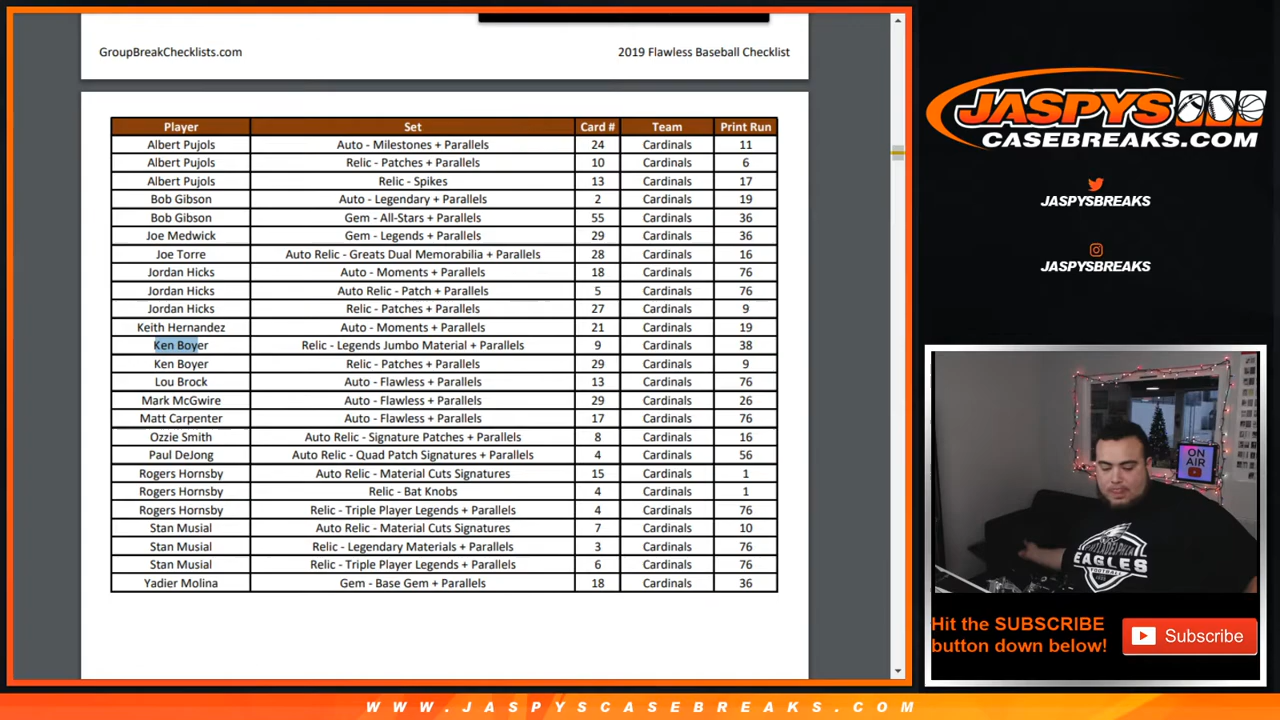 GroupBreakChecklists.com 2019 Flawless Baseball Checklist
Player Set Card # Team Print Run
Albert Pujols Auto - Milestones + Parallels 24 Cardinals 11
Albert Pujols Relic - Patches + Parallels 10 Cardinals 6
Albert Pujols Relic - Spikes 13 Cardinals 17
Bob Gibson Auto - Legendary + Parallels 2 Cardinals 19
Bob Gibson Gem - All-Stars + Parallels 55 Cardinals 36
Joe Medwick Gem - Legends + Parallels 29 Cardinals 36
Joe Torre Auto Relic - Greats Dual Memorabilia + Parallels 28 Cardinals 16
Jordan Hicks Auto - Moments + Parallels 18 Cardinals 76
Jordan Hicks Auto Relic - Patch + Parallels 5 Cardinals 76
Jordan Hicks Relic - Patches + Parallels 27 Cardinals 9
Keith Hernandez Auto - Moments + Parallels 21 Cardinals 19
Ken Boyer Relic - Legends Jumbo Material + Parallels 9 Cardinals 38
Ken Boyer Relic - Patches + Parallels 29 Cardinals 9
Lou Brock Auto - Flawless + Parallels 13 Cardinals 76
Mark McGwire Auto - Flawless + Parallels 29 Cardinals 26
Matt Carpenter Auto - Flawless + Parallels 17 Cardinals 76
Ozzie Smith Auto Relic - Signature Patches + Parallels 8 Cardinals 16
Paul DeJong Auto Relic - Quad Patch Signatures + Parallels 4 Cardinals 56
Rogers Hornsby Auto Relic - Material Cuts Signatures 15 Cardinals 1
Rogers Hornsby Relic - Bat Knobs 4 Cardinals 1
Rogers Hornsby Relic - Triple Player Legends + Parallels 4 Cardinals 76
Stan Musial Auto Relic - Material Cuts Signatures 7 Cardinals 10
Stan Musial Relic - Legendary Materials + Parallels 3 Cardinals 76
Stan Musial Relic - Triple Player Legends + Parallels 6 Cardinals 76
Yadier Molina Gem - Base Gem + Parallels 18 Cardinals 36
JASPYS
CASEBREAKS.COM
JASPYSBREAKS
JASPYSBREAKS
ON
AIR
PHILADELPHIA
EAGLES
FOOTBALL
Hit the SUBSCRIBE
button down below!
Subscribe
WWW.JASPYSCASEBREAKS.COM